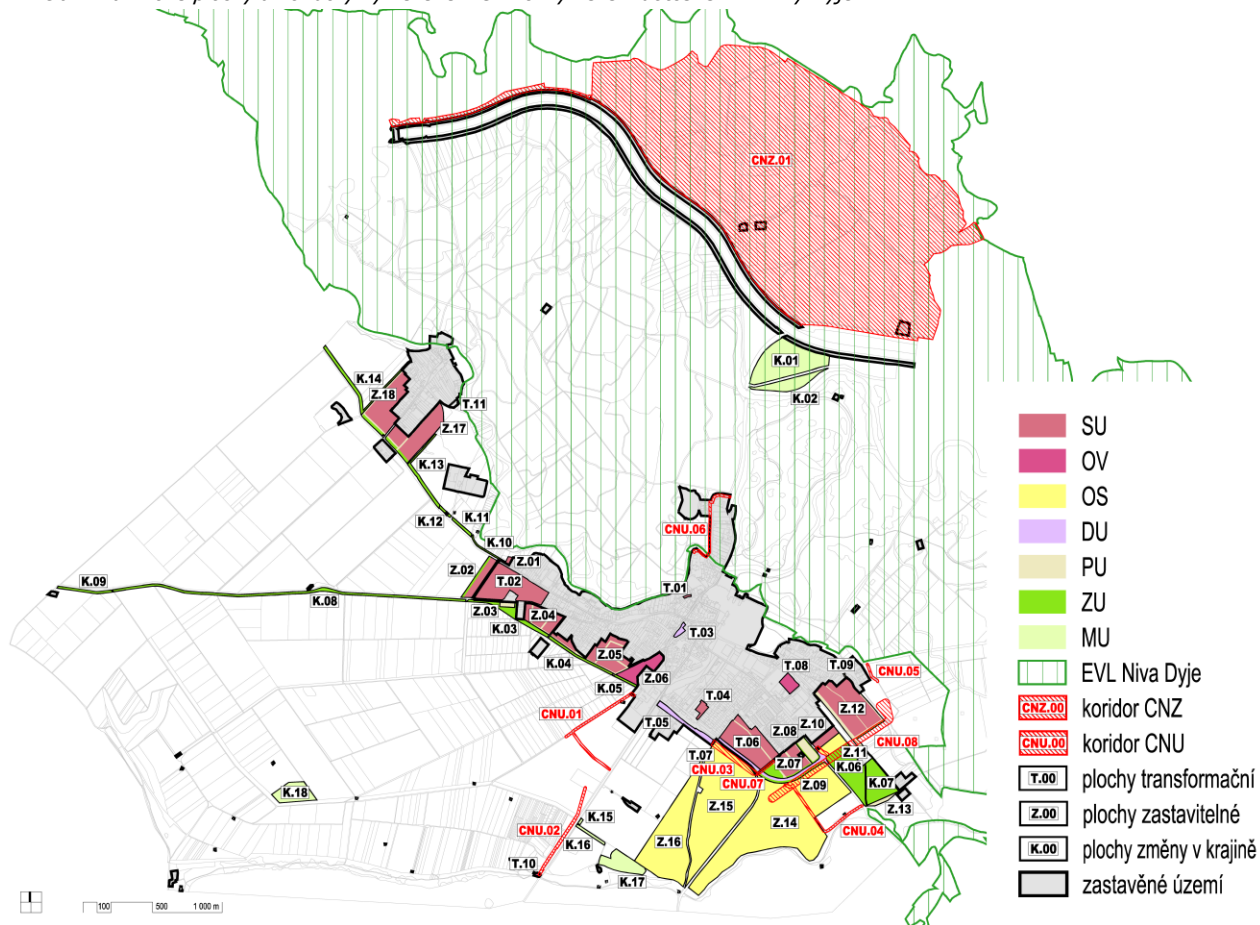 CNZ.01
K.01
K.02
K.14
Z.18
T.11
Z.17
K.13
K.12
K.11
CNU.06
K.10
Z.01
Z.02
T.02
K.09
K.08
T.01
Z.03
Z.04
K.03
T.03
Z.05
K.04
Z.06
T.08
T.09
CNU.05
K.05
T.04
Z.12
CNU.01
T.05
Z.10
Z.08
T.06
CNU.08
T.07
Z.11
Z.07
K.06
CNU.03
CNU.07
Z.09
K.07
K.18
Z.15
Z.13
K.15
Z.14
CNU.02
CNU.04
K.16
Z.16
T.10
K.17
100 500 1 000 m
SU
OV
OS
DU
PU
ZU
MU
EVL Niva Dyje
CNZ.00 koridor CNZ
CNU.00 koridor CNU
T.00 plochy transformační
Z.00 plochy zastavitelné
K.00 plochy změny v krajině
zastavěné území